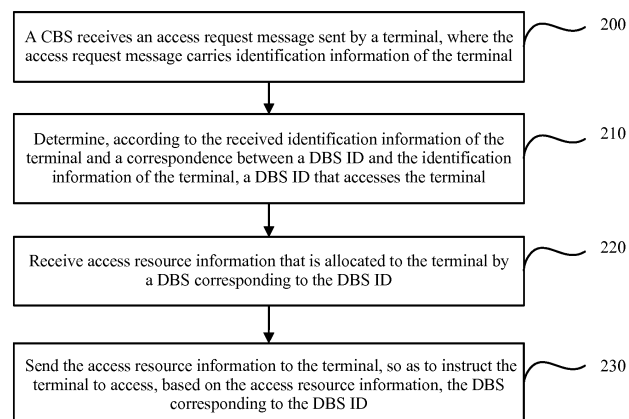 A CBS receives an access request message sent by a terminal, where the
access request message carries identification information of the terminal
200
Determine, according to the received identification information of the
terminal and a correspondence between a DBS ID and the identification
information of the terminal, a DBS ID that accesses the terminal
210
Receive access resource information that is allocated to the terminal by
a DBS corresponding to the DBS ID
220
Send the access resource information to the terminal, so as to instruct the
terminal to access, based on the access resource information, the DBS
corresponding to the DBS ID
230